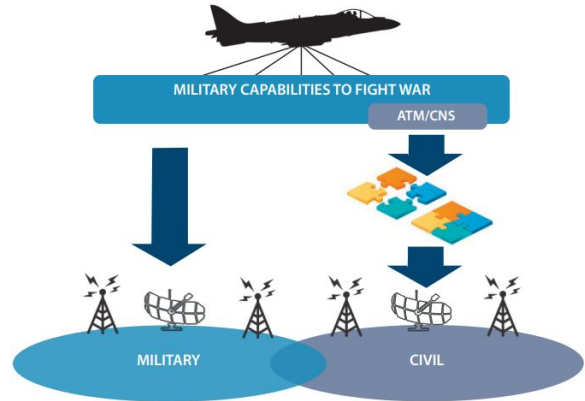 MILITARY CAPABILITIES TO FIGHT WAR
ATM/CNS
MILITARY
CIVIL